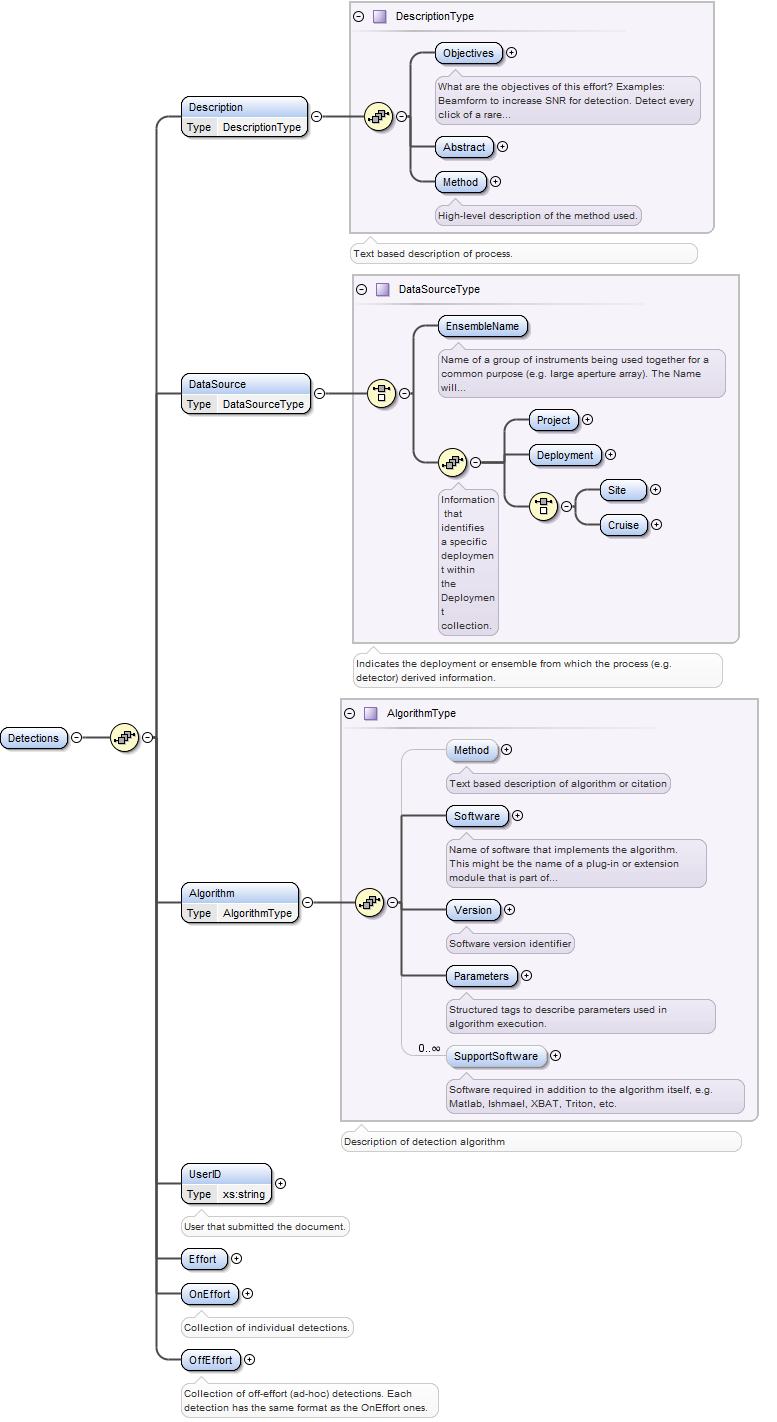 DescriptionType
Objectives
What are the objectives of this effort? Examples:
Beamform to increase SNR for detection. Detect every
click of a rare...
Description
Type DescriptionType
Abstract
Method
High-level description of the method used.
Text based description of process.
DataSourceType
EnsembleName
Name of a group of instruments being used together for a
common purpose (e.g. large aperture array). The Name
will...
DataSource
Type DataSourceType
Project
Deployment
Site
Cruise
Information
that
identifies
a specific
deploymen
t within
the
Deploymen
t
collection.
Indicates the deployment or ensemble from which the process (e.g.
detector) derived information.
Detections
AlgorithmType
Method
Text based description of algorithm or citation
Software
Name of software that implements the algorithm.
This might be the name of a plug-in or extension
module that is part of...
Algorithm
Type AlgorithmType
Version
Software version identifier
Parameters
Structured tags to describe parameters used in
algorithm execution.
0..∞
SupportSoftware
Software required in addition to the algorithm itself, e.g.
Matlab, Ishmael, XBAT, Triton, etc.
Description of detection algorithm
UserID
Type xs:string
User that submitted the document.
Effort
OnEffort
Collection of individual detections.
OffEffort
Collection of off-effort (ad-hoc) detections. Each
detection has the same format as the OnEffort ones.